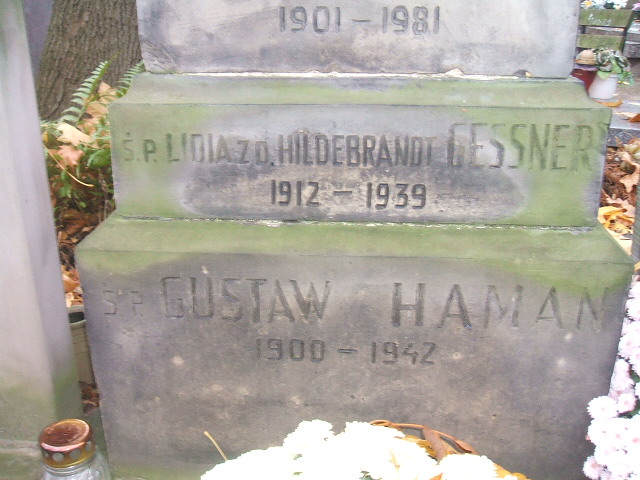 1901 - 1981
Ś.P. LIDIA Z D. HILDEBRANDT GESSNER
1912 - 1939
Ś.P. GUSTAW HAMAN
1900 - 1942